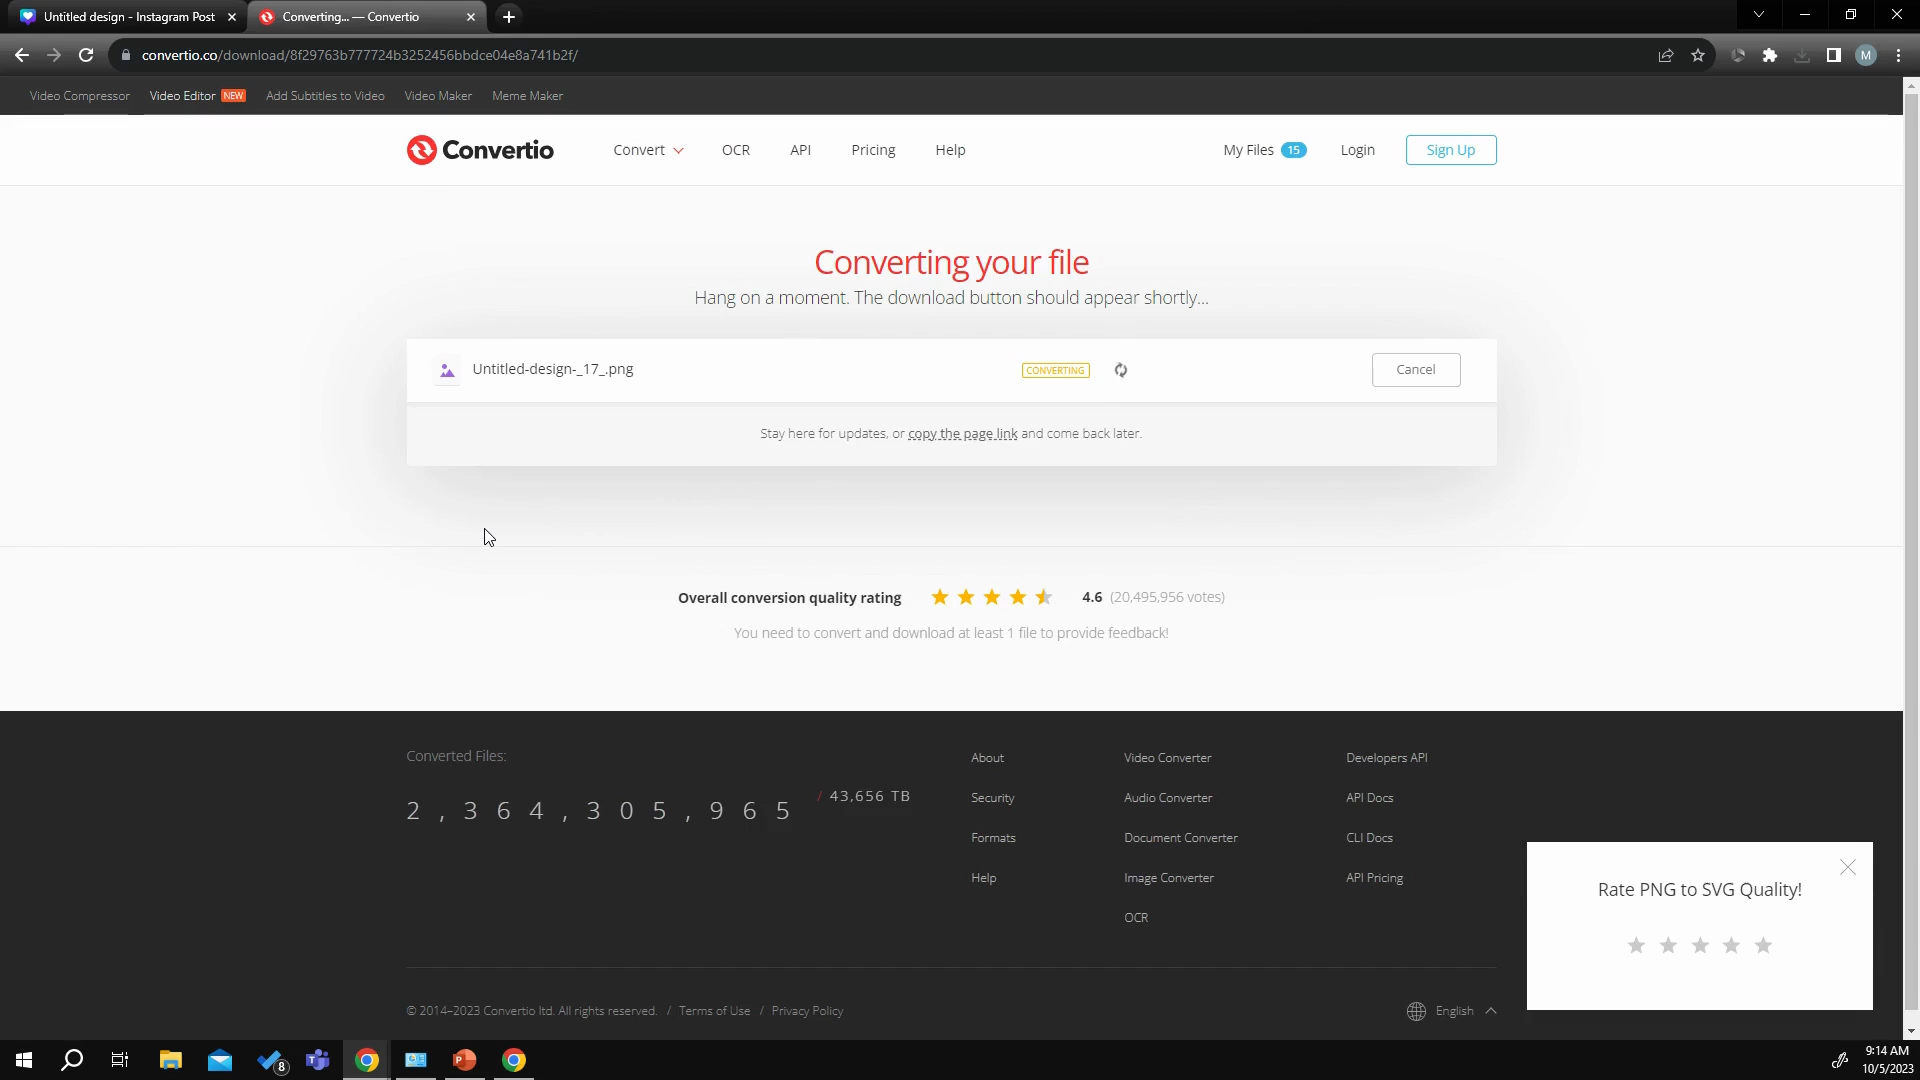 Untitled design - Instagram Post
Converting... — Convertio
convertio.co/download/8f29763b777724b3252456bbdce04e8a741b2f/
M
Video Compressor
Video Editor NEW
Add Subtitles to Video
Video Maker
Meme Maker
Convertio
Convert
OCR
API
Pricing
Help
My Files 15
Login
Sign Up
Converting your file
Hang on a moment. The download button should appear shortly...
Untitled-design-_17_.png
CONVERTING
Cancel
Stay here for updates, or copy the page link and come back later.
Overall conversion quality rating
4.6 (20,495,956 votes)
You need to convert and download at least 1 file to provide feedback!
Converted Files:
2,364,305,965
/ 43,656 TB
About
Security
Formats
Help
Video Converter
Audio Converter
Document Converter
Image Converter
OCR
Developers API
API Docs
CLI Docs
API Pricing
Rate PNG to SVG Quality!
© 2014–2023 Convertio ltd. All rights reserved. / Terms of Use / Privacy Policy
English
8
9:14 AM
10/5/2023